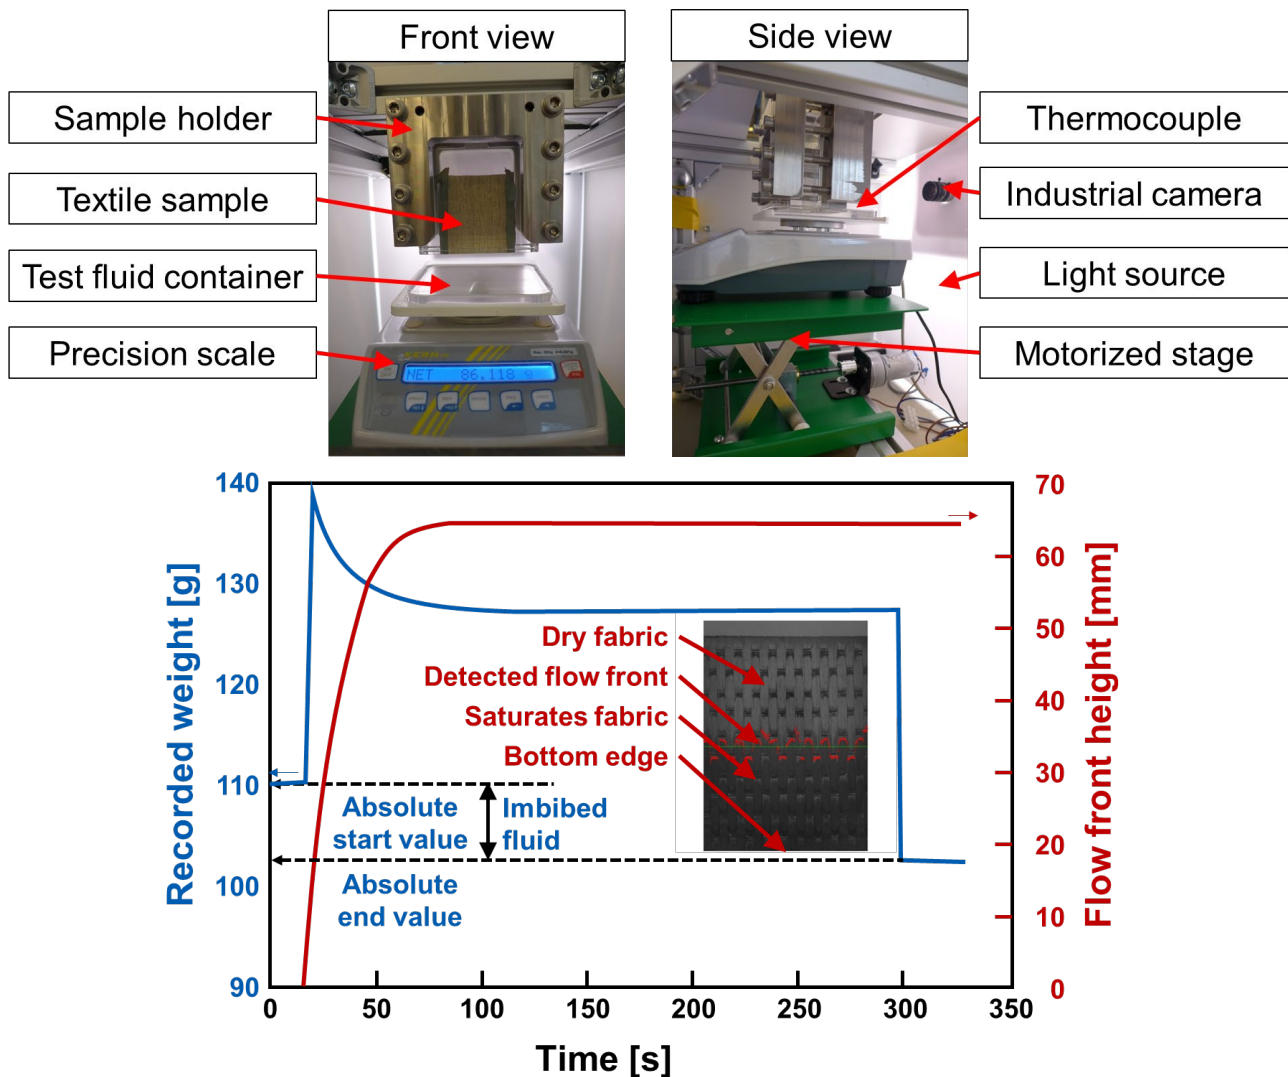 Front view
Side view
Sample holder
Textile sample
Test fluid container
Precision scale
Thermocouple
Industrial camera
Light source
Motorized stage
KERN
NET 86.118 g
Recorded weight [g]
140
130
120
110
100
90
70
60
50
40
30
20
10
0
Flow front height [mm]
Dry fabric
Detected flow front
Saturates fabric
Bottom edge
Absolute
start value
Imbibed
fluid
Absolute
end value
0
50
100
150
200
250
300
350
Time [s]